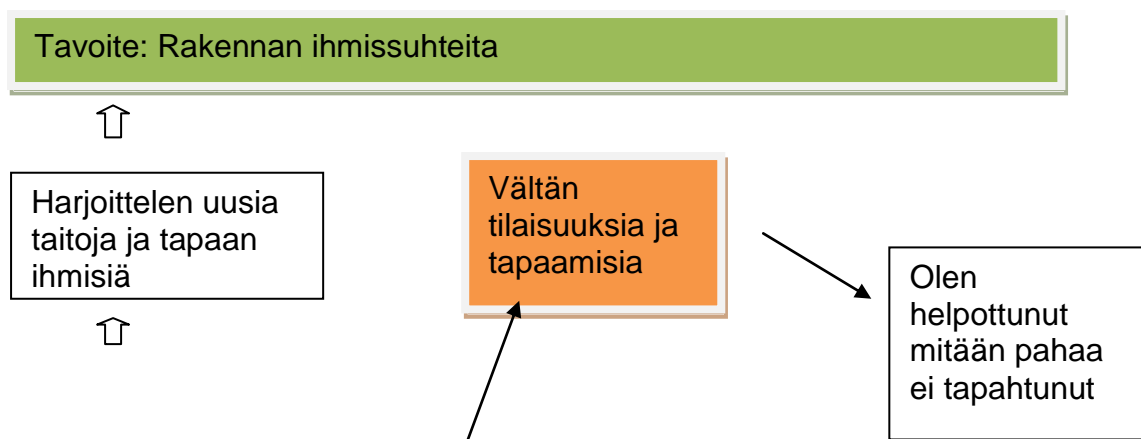 Tavoite: Rakennan ihmissuhteita
Harjoittelen uusia
taitoja ja tapaan
ihmisiä
Vältän
tilaisuuksia ja
tapaamisia
Olen
helpottunut
mitään pahaa
ei tapahtunut